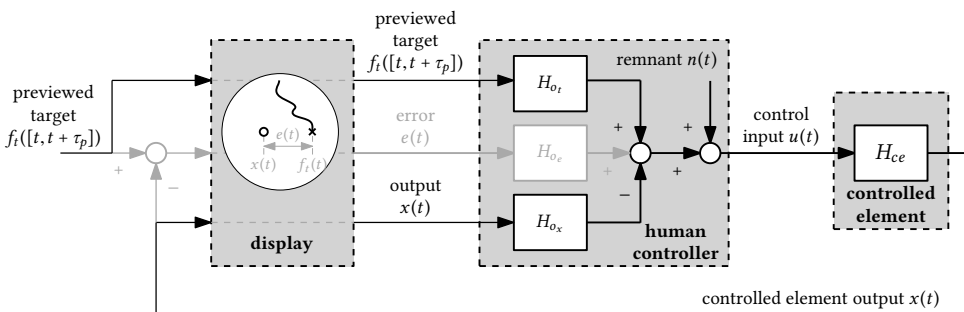 previewed
target
f_t([t, t + τ_p])
+
−
e(t)
x(t)
f_t(t)
display
previewed
target
f_t([t, t + τ_p])
error
e(t)
output
x(t)
H_{o_t}
H_{o_e}
H_{o_x}
remnant n(t)
+
+
−
+
+
human
controller
control
input u(t)
H_{ce}
controlled
element
controlled element output x(t)